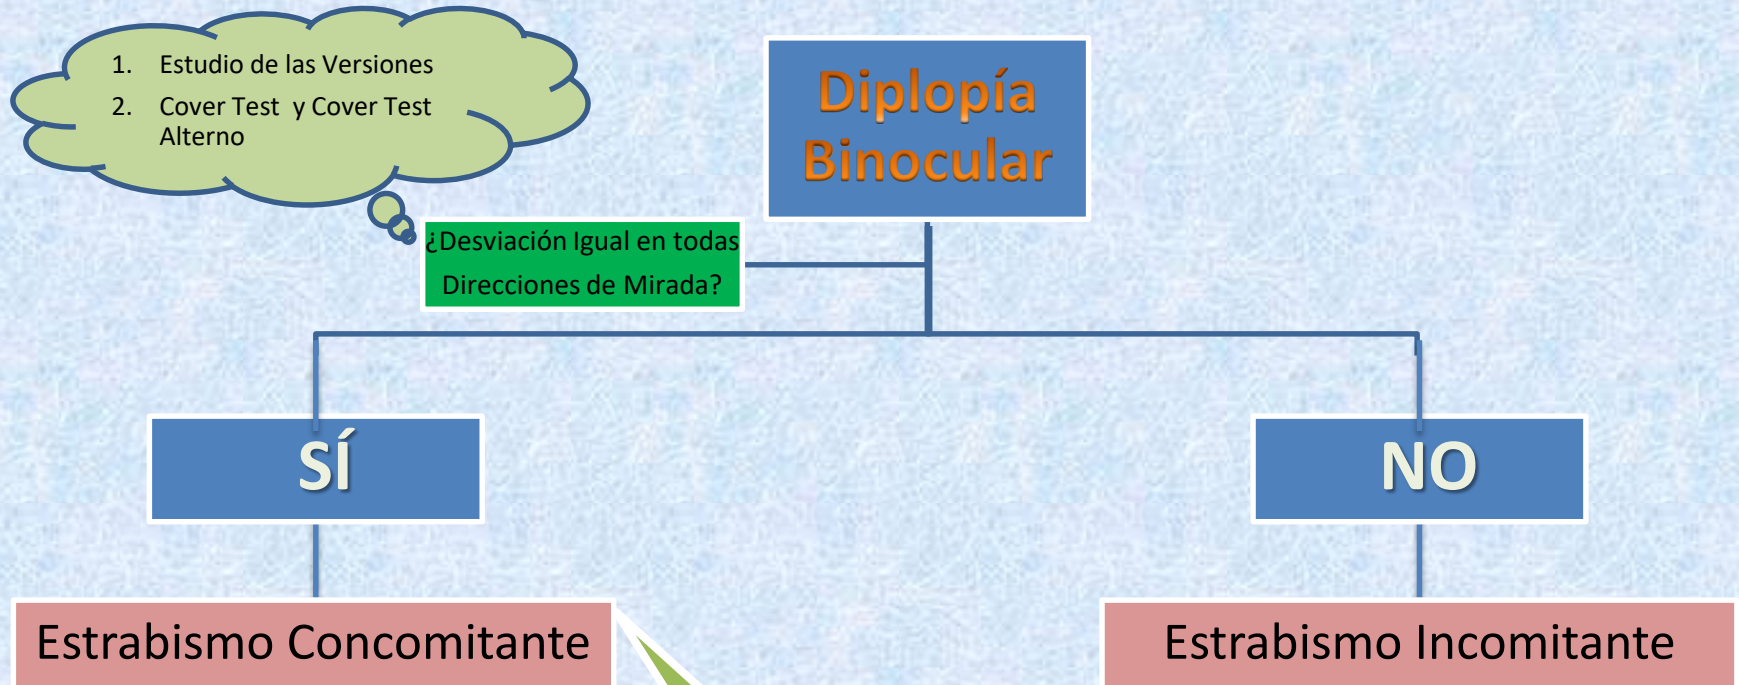 1. Estudio de las Versiones
2. Cover Test y Cover Test
Alterno
Diplopía
Binocular
¿Desviación Igual en todas
Direcciones de Mirada?
SÍ
NO
Estrabismo Concomitante
Estrabismo Incomitante